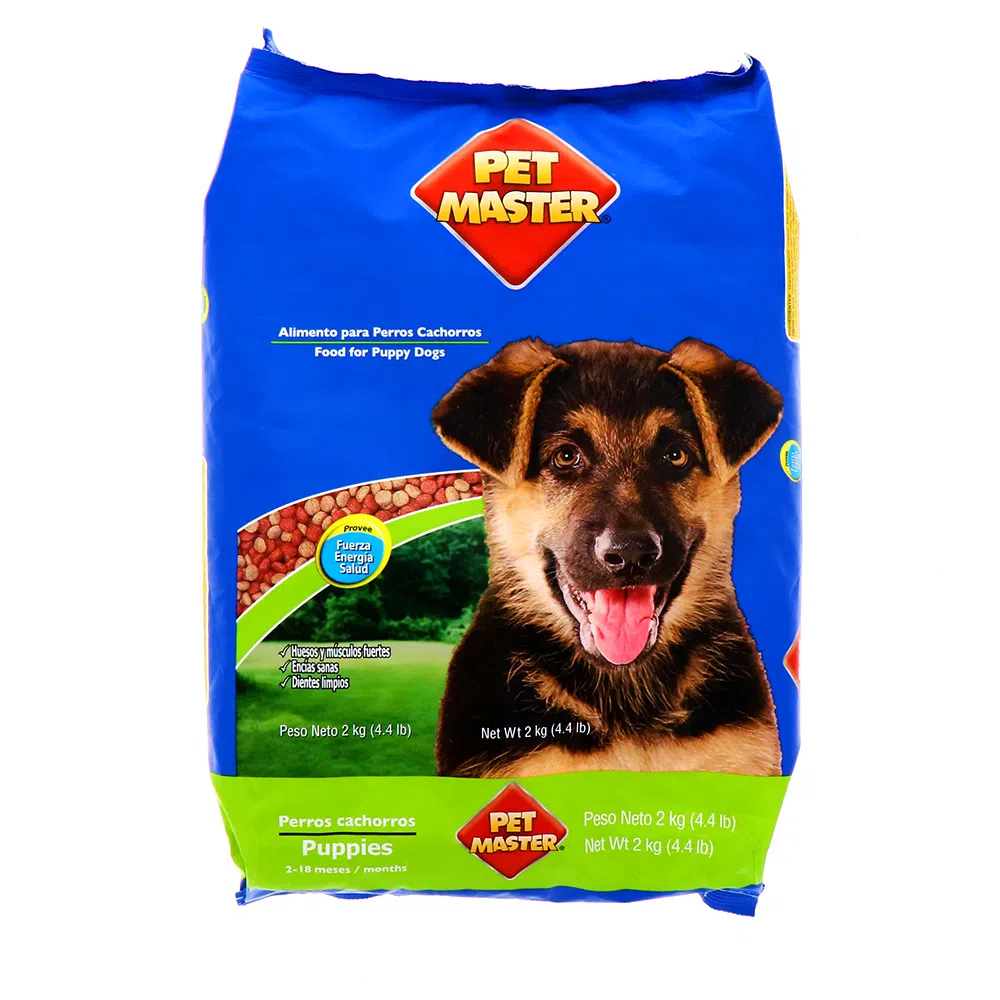 PET
MASTER®
Alimento para Perros Cachorros
Food for Puppy Dogs
Provee
Fuerza
Energía
Salud
✓ Huesos y músculos fuertes
✓ Encías sanas
✓ Dientes limpios
Peso Neto 2 kg (4.4 lb)
Net Wt 2 kg (4.4 lb)
Perros cachorros
Puppies
2-18 meses / months
PET
MASTER®
Peso Neto 2 kg (4.4 lb)
Net Wt 2 kg (4.4 lb)